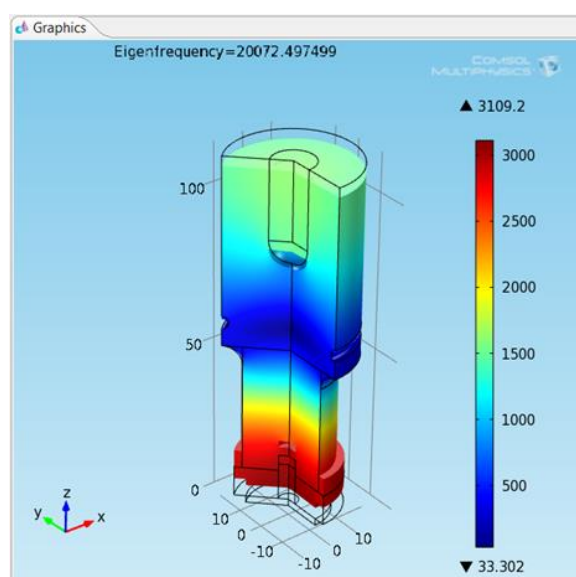 Graphics
Eigenfrequency=20072.497499
COMSOL
MULTIPHYSICS
▲ 3109.2
3000
100
2500
2000
1500
50
1000
500
0
z
y
x
10
0
-10
-10
0
10
▼ 33.302